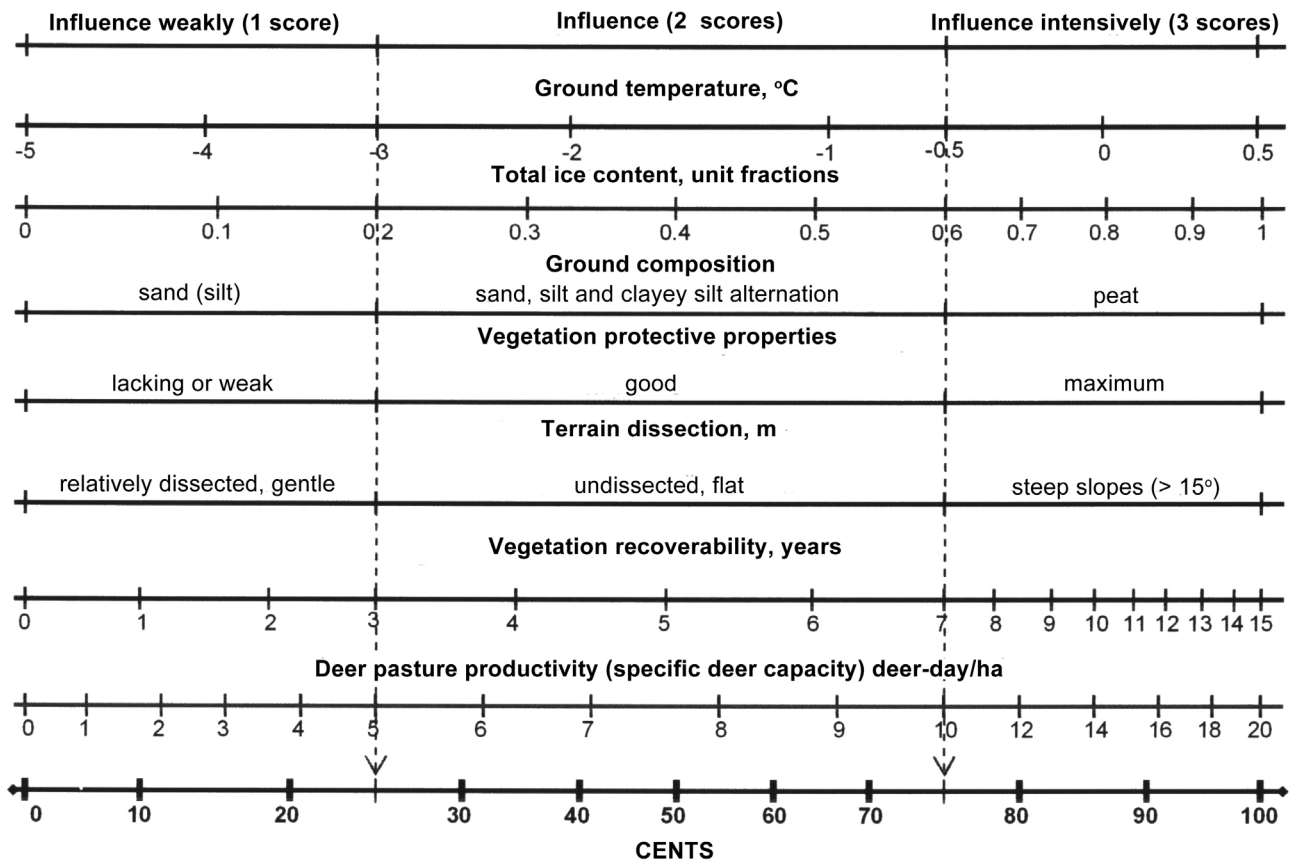 Influence weakly (1 score) Influence (2 scores) Influence intensively (3 scores)
Ground temperature, °C
-5 -4 -3 -2 -1 -0.5 0 0.5
Total ice content, unit fractions
0 0.1 0.2 0.3 0.4 0.5 0.6 0.7 0.8 0.9 1
Ground composition
sand (silt) sand, silt and clayey silt alternation peat
Vegetation protective properties
lacking or weak good maximum
Terrain dissection, m
relatively dissected, gentle undissected, flat steep slopes (> 15°)
Vegetation recoverability, years
0 1 2 3 4 5 6 7 8 9 10 11 12 13 14 15
Deer pasture productivity (specific deer capacity) deer-day/ha
0 1 2 3 4 5 6 7 8 9 10 12 14 16 18 20
0 10 20 30 40 50 60 70 80 90 100
CENTS